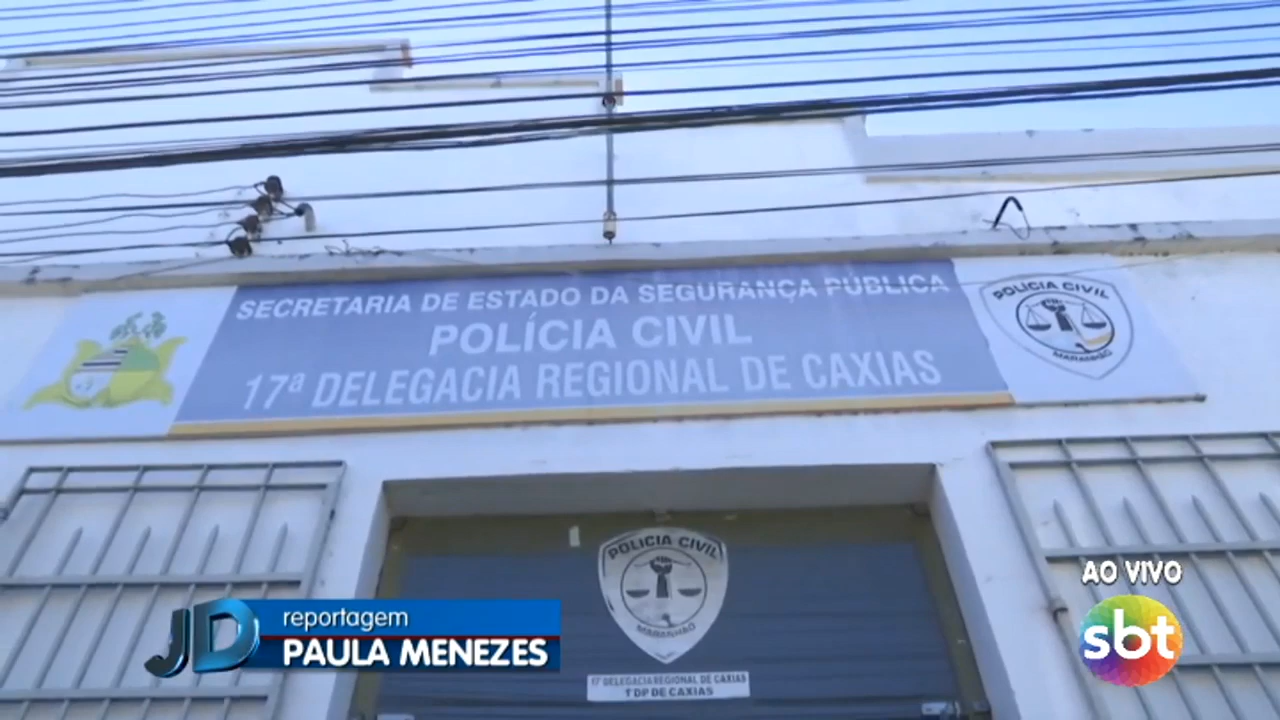 SECRETARIA DE ESTADO DA SEGURANÇA PÚBLICA
POLÍCIA CIVIL
17ª DELEGACIA REGIONAL DE CAXIAS
POLICIA CIVIL
MARANHÃO
POLICIA CIVIL
MARANHÃO
17ª DELEGACIA REGIONAL DE CAXIAS
1º DP DE CAXIAS
JD
reportagem
PAULA MENEZES
AO VIVO
sbt